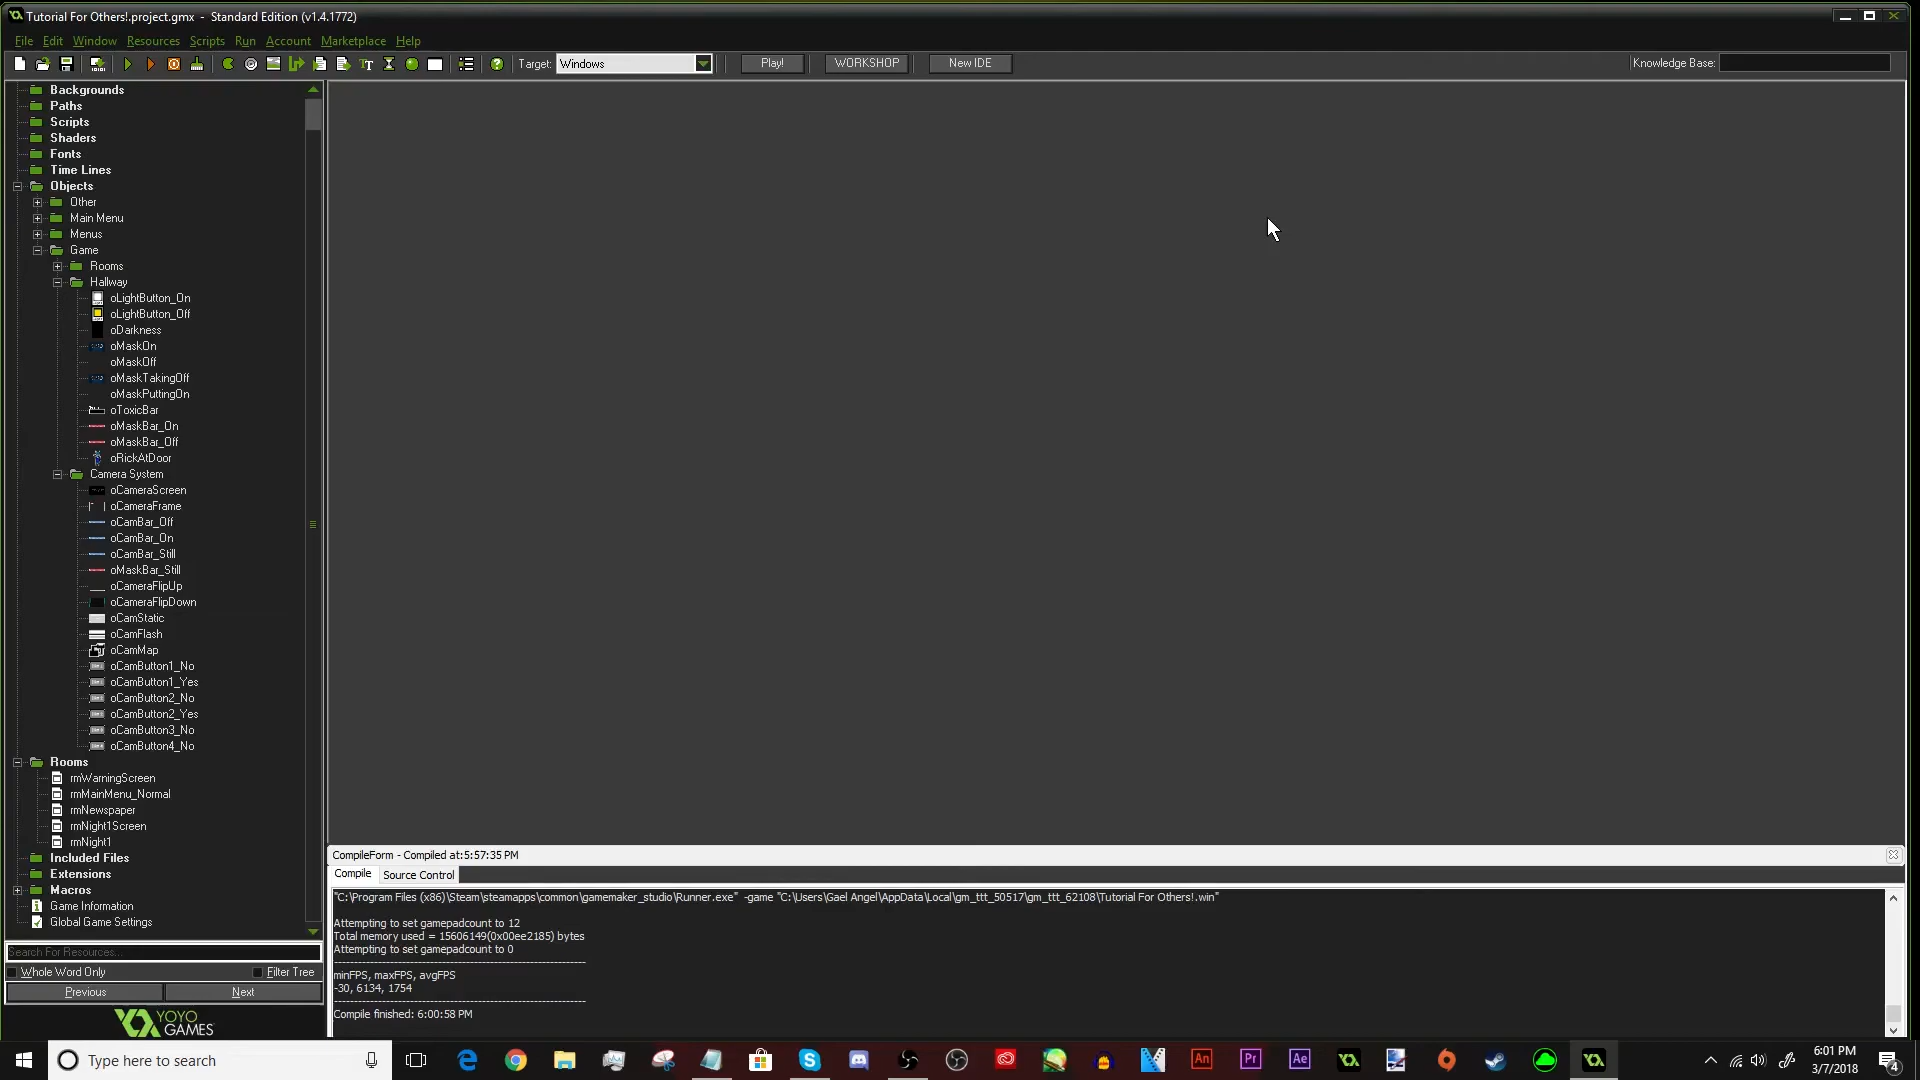 Tutorial For Others!.project.gmx  -  Standard Edition (v1.4.1772)
File Edit Window Resources Scripts Run Account Marketplace Help
Target: Windows Play! WORKSHOP New IDE Knowledge Base:
Backgrounds
Paths
Scripts
Shaders
Fonts
Time Lines
Objects
Other
Main Menu
Menus
Game
Rooms
Hallway
oLightButton_On
oLightButton_Off
oDarkness
oMaskOn
oMaskOff
oMaskTakingOff
oMaskPuttingOn
oToxicBar
oMaskBar_On
oMaskBar_Off
oRickAtDoor
Camera System
oCameraScreen
oCameraFrame
oCamBar_Off
oCamBar_On
oCamBar_Still
oMaskBar_Still
oCameraFlipUp
oCameraFlipDown
oCamStatic
oCamFlash
oCamMap
oCamButton1_No
oCamButton1_Yes
oCamButton2_No
oCamButton2_Yes
oCamButton3_No
oCamButton4_No
Rooms
rmWarningScreen
rmMainMenu_Normal
rmNewspaper
rmNight1Screen
rmNight1
Included Files
Extensions
Macros
Game Information
Global Game Settings
Search For Resources...
Whole Word Only Filter Tree
Previous Next
YOYO
GAMES
CompileForm - Compiled at:5:57:35 PM
Compile Source Control
"C:\Program Files (x86)\Steam\steamapps\common\gamemaker_studio\Runner.exe"  -game "C:\Users\Gael Angel\AppData\Local\gm_ttt_50517\gm_ttt_62108\Tutorial For Others!.win"
Attempting to set gamepadcount to 12
Total memory used = 15606149(0x00ee2185) bytes
Attempting to set gamepadcount to 0
minFPS, maxFPS, avgFPS
-30, 6134, 1754
Compile finished: 6:00:58 PM
Type here to search
An Pr Ae
6:01 PM
3/7/2018
4